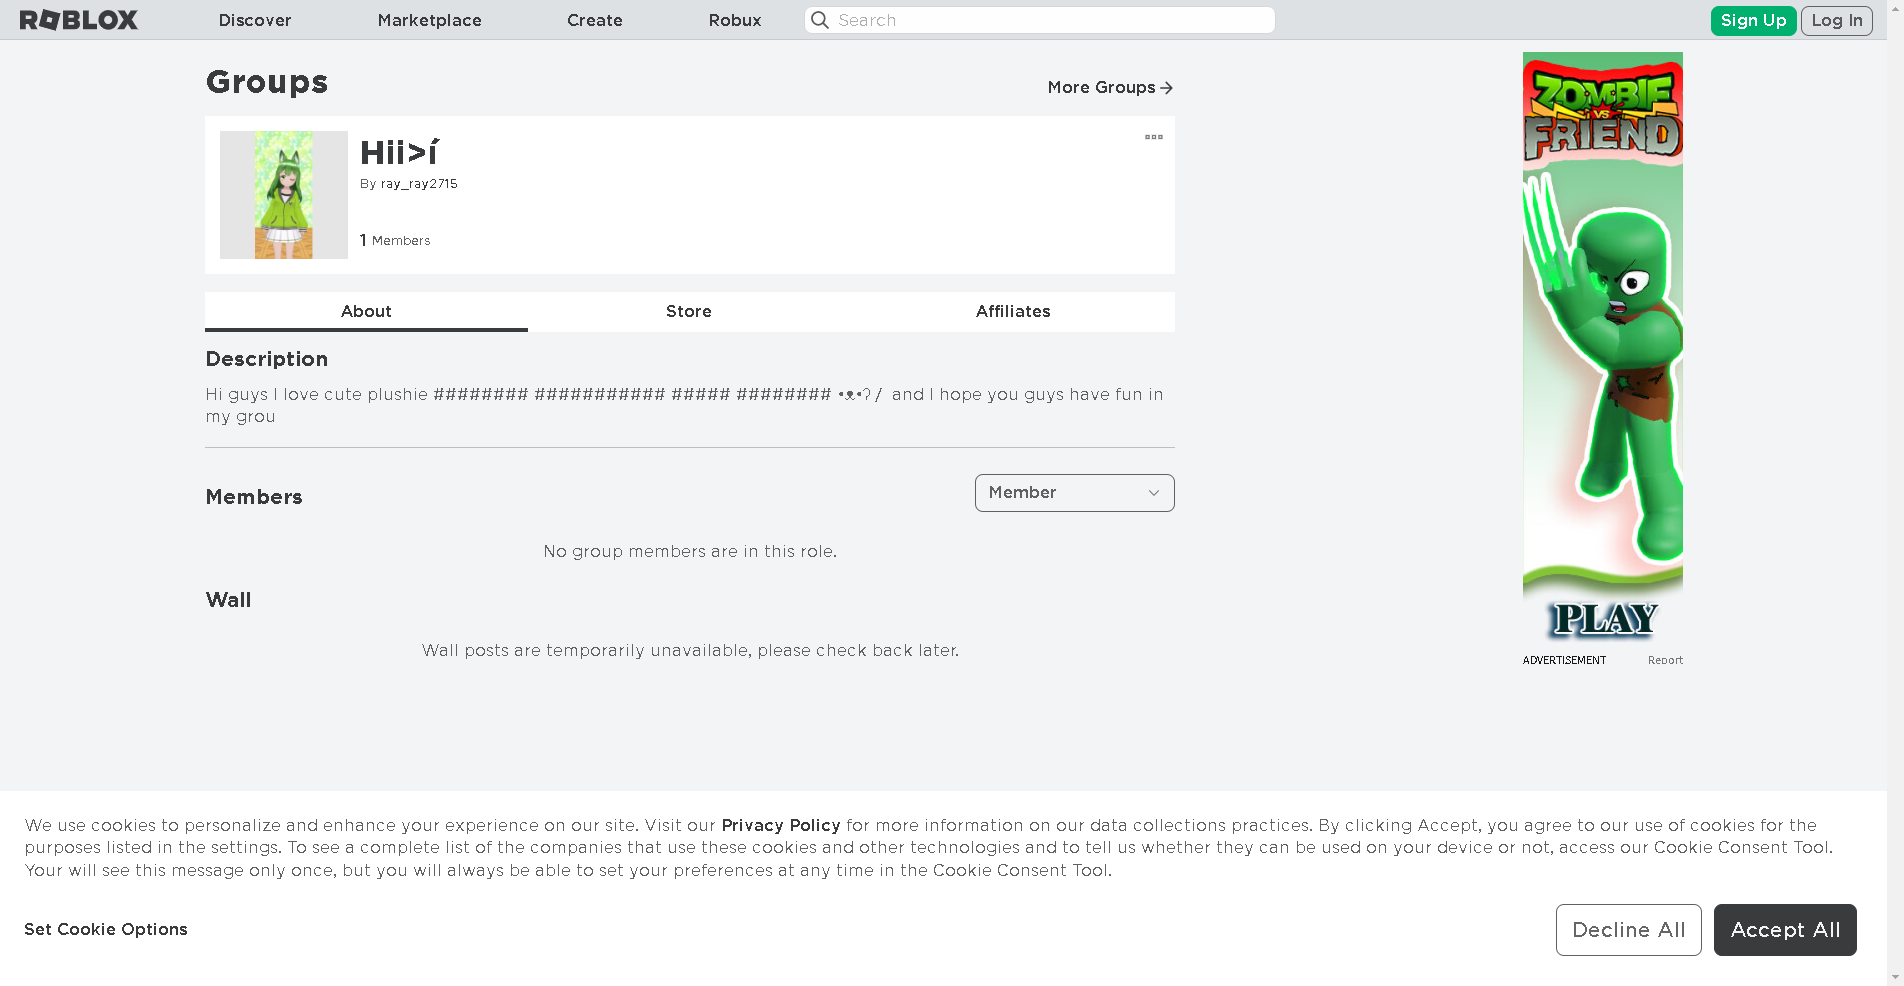 ROBLOX
Discover
Marketplace
Create
Robux
Search
Sign Up
Log In
Groups
More Groups
Hii>í
By ray_ray2715
1 Members
About
Store
Affiliates
Description
Hi guys I love cute plushie ######## ########### ##### ######## •ᴥ•ʔ / and I hope you guys have fun in
my grou
Members
Member
No group members are in this role.
Wall
Wall posts are temporarily unavailable, please check back later.
ZOMBIE
VS
FRIEND
PLAY
ADVERTISEMENT
Report
We use cookies to personalize and enhance your experience on our site. Visit our Privacy Policy for more information on our data collections practices. By clicking Accept, you agree to our use of cookies for the
purposes listed in the settings. To see a complete list of the companies that use these cookies and other technologies and to tell us whether they can be used on your device or not, access our Cookie Consent Tool.
Your will see this message only once, but you will always be able to set your preferences at any time in the Cookie Consent Tool.
Set Cookie Options
Decline All
Accept All